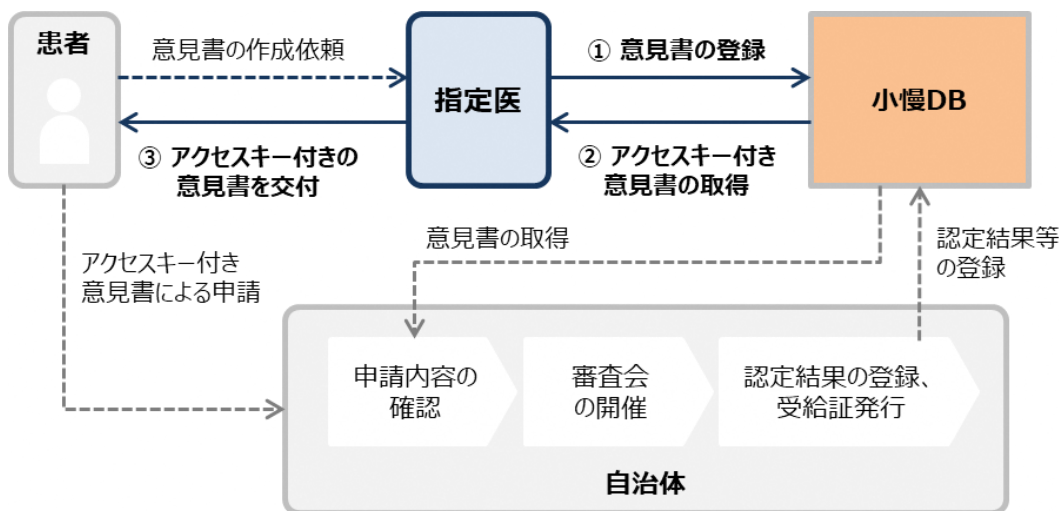 患者
意見書の作成依頼
指定医
① 意見書の登録
小慢DB
③ アクセスキー付きの
意見書を交付
② アクセスキー付き
意見書の取得
アクセスキー付き
意見書による申請
意見書の取得
認定結果等
の登録
申請内容の
確認
審査会
の開催
認定結果の登録、
受給証発行
自治体